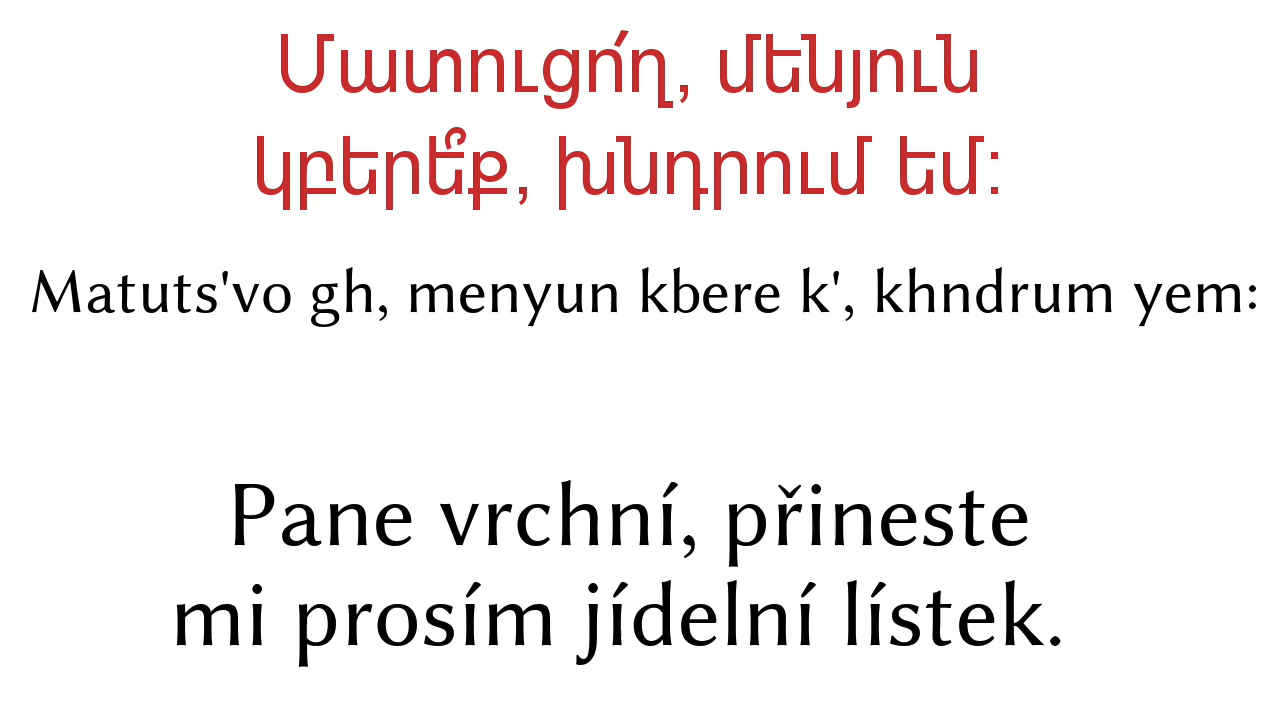 Մատուցո՛ղ, մենյուն
կբերե՞ք, խնդրում եմ:
Matuts'vo gh, menyun kbere k', khndrum yem:
Pane vrchní, přineste
mi prosím jídelní lístek.